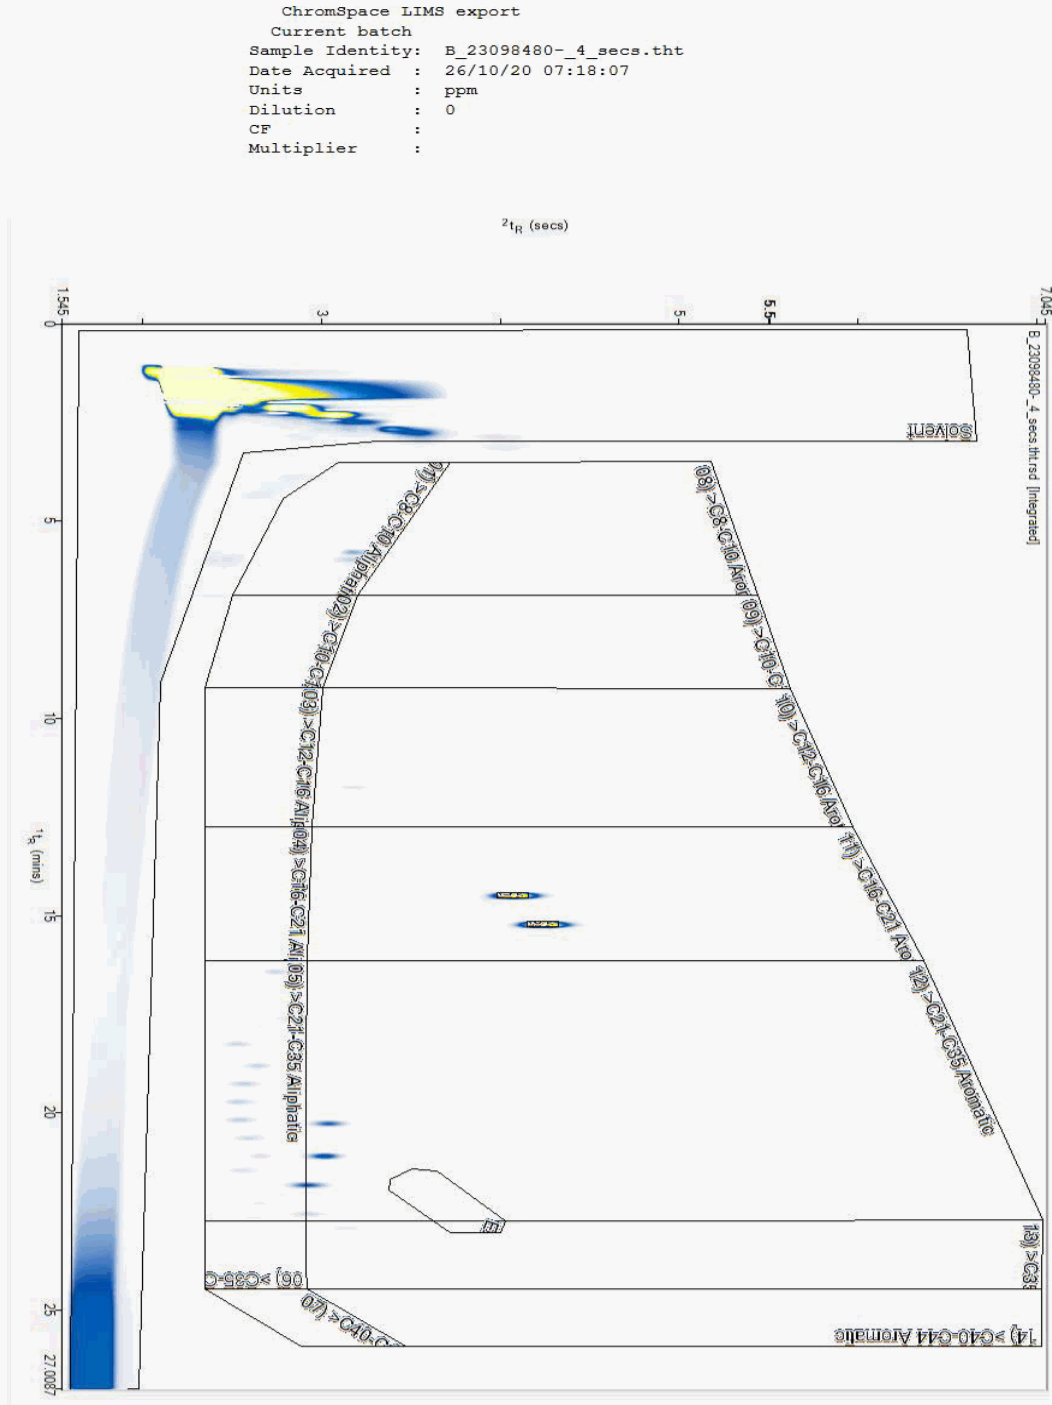 ChromSpace LIMS export
Current batch
Sample Identity: B_23098480-_4_secs.tht
Date Acquired : 26/10/20 07:18:07
Units : ppm
Dilution : 0
CF :
Multiplier :
²tR (secs)
1.545
3
5
5.5
7.045
B_23098480-_4_secs.tht.rsd [Integrated]
0
5
10
15
20
25
27.0087
¹tR (mins)
Solvent
01) >C8-C10 Aliphat
02) >C10-C1
03) >C12-C16 Alip
04) >C16-C21 Ali
05) >C21-C35 Aliphatic
06) >C35-C
07) >C40-C
08) >C8-C10 Aro
09) >C10-C
10) >C12-C16 Aro
11) >C16-C21 Aro
12) >C21-C35 Aromatic
13) >C35
14) >C40-C44 Aromatic